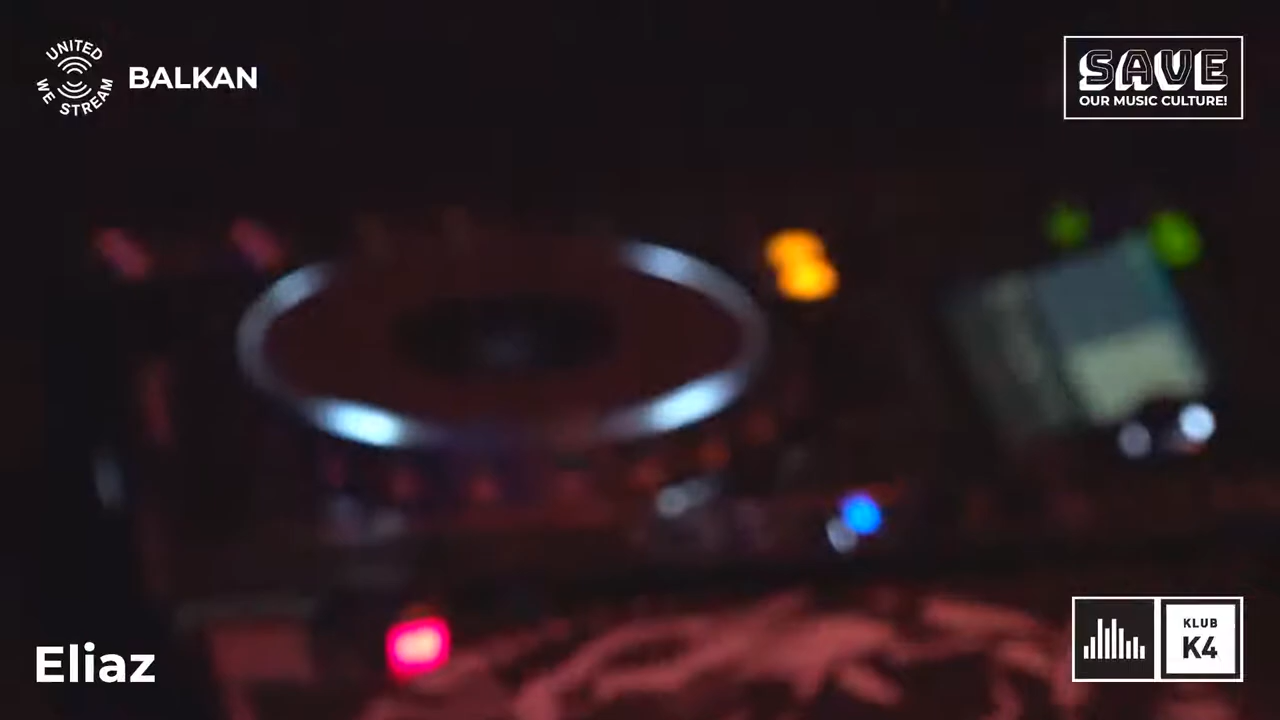 UNITED
WE STREAM
BALKAN
SAVE
OUR MUSIC CULTURE!
Eliaz
KLUB
K4